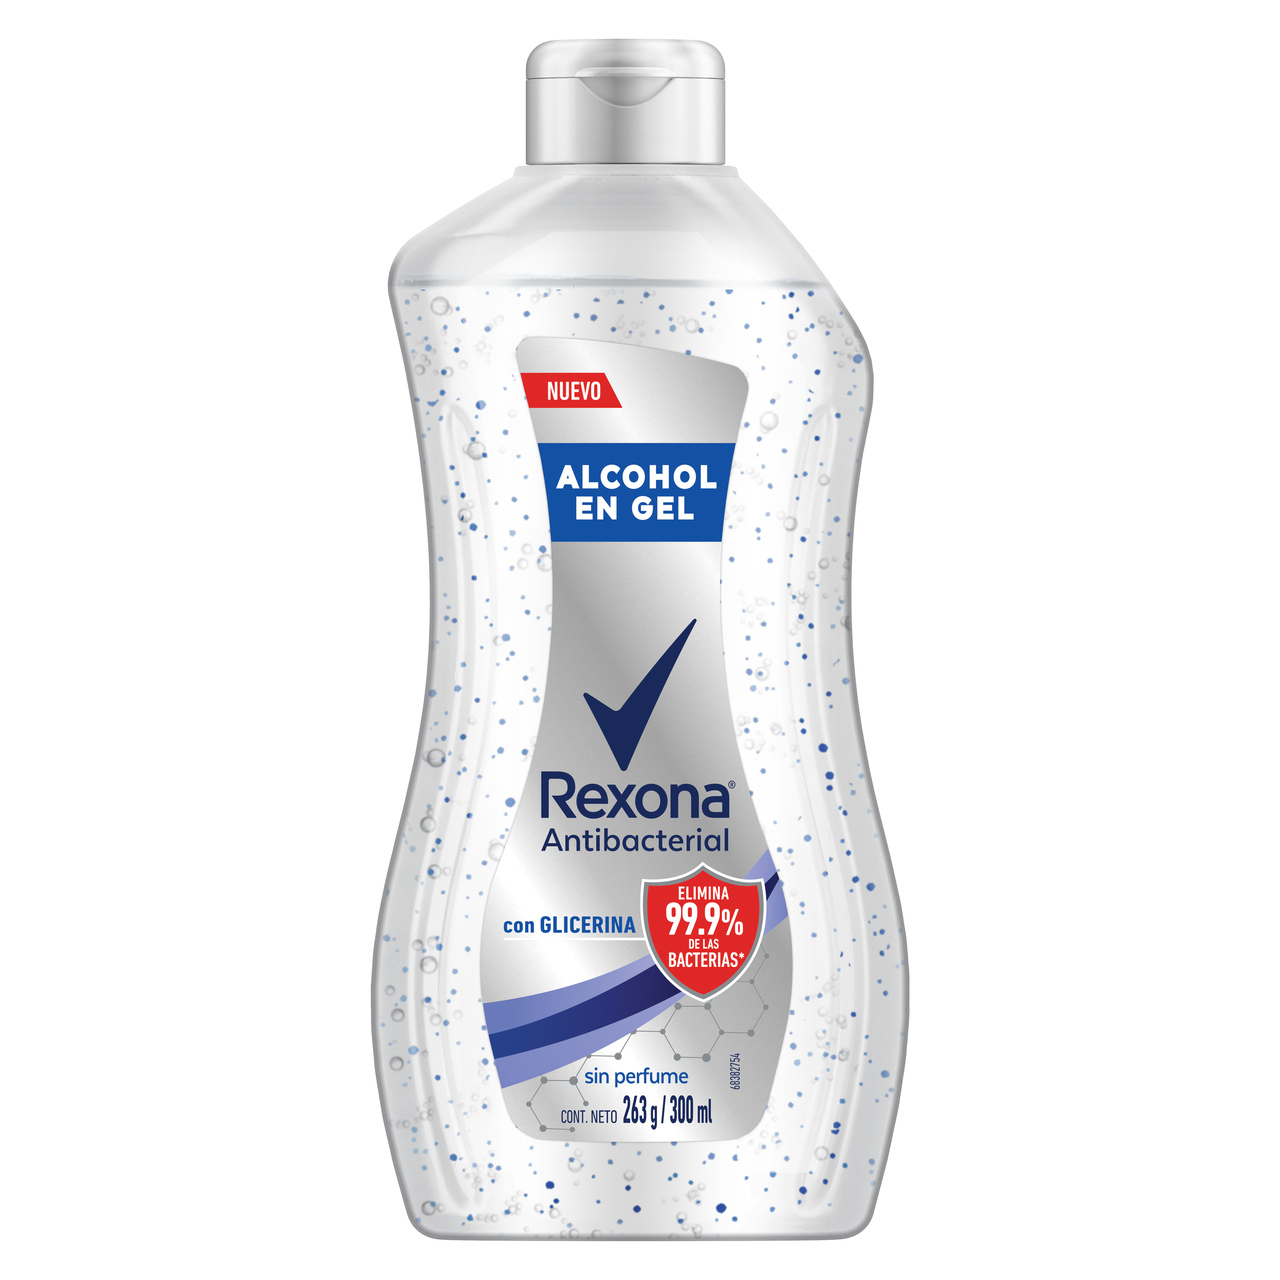 NUEVO
ALCOHOL
EN GEL
Rexona®
Antibacterial
ELIMINA
99.9%
DE LAS
BACTERIAS*
con GLICERINA
sin perfume
68382754
CONT. NETO 263 g / 300 ml